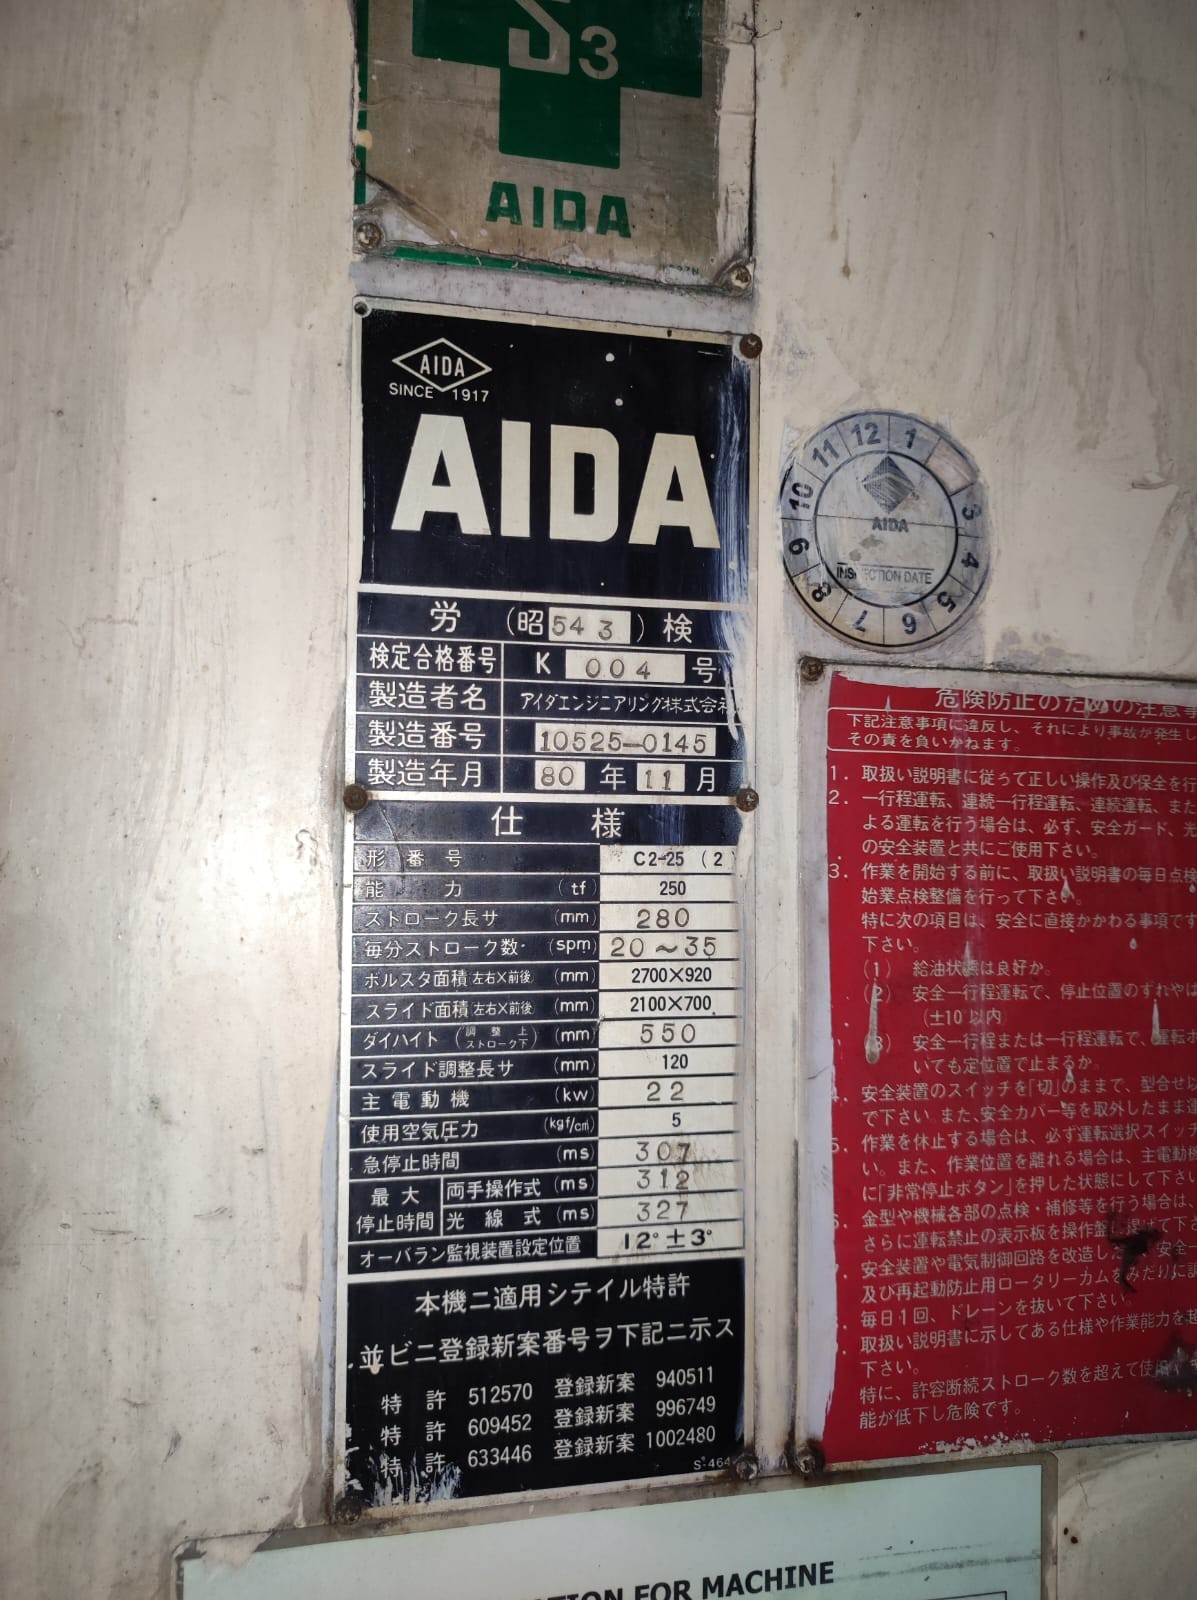 S3
AIDA
AIDA
SINCE 1917
AIDA
労 (昭54 3) 検
検定合格番号 K 004 号
製造者名 アイダエンジニアリング株式会社
製造番号 10525-0145
製造年月 80 年 11 月
仕 様
形 番 号 C2-25 (2)
能 力 (tf) 250
ストローク長サ (mm) 280
毎分ストローク数 (spm) 20~35
ボルスタ面積 (左右×前後) (mm) 2700×920
スライド面積 (左右×前後) (mm) 2100×700
ダイハイト (調整上 ストローク下) (mm) 550
スライド調整長サ (mm) 120
主電動機 (kw) 22
使用空気圧力 (kgf/cm²) 5
急停止時間 (ms) 307
最大停止時間 両手操作式 (ms) 312
光線式 (ms) 327
オーバラン監視装置設定位置 12°±3°
本機ニ適用シテイル特許
並ビニ登録新案番号ヲ下記ニ示ス
特許 512570 登録新案 940511
特許 609452 登録新案 996749
特許 633446 登録新案 1002480
S-464
12 1 3 4 5 6 7 8 9 10 11
AIDA
INSPECTION DATE
危険防止のための注意事
下記注意事項に違反し、それにより事故が発生し
その責を負いかねます。
1. 取扱い説明書に従って正しい操作及び保全を行
2. 一行程運転、連続一行程運転、連続運転、また
よる運転を行う場合は、必ず、安全ガード、光
の安全装置と共にご使用下さい。
3. 作業を開始する前に、取扱い説明書の毎日点検
始業点検整備を行って下さい。
特に次の項目は、安全に直接かかわる事項です
下さい。
(1) 給油状態は良好か。
(2) 安全一行程運転で、停止位置のずれやは
(±10°以内)
(3) 安全一行程または一行程運転で、運転ボ
いても定位置で止まるか。
4. 安全装置のスイッチを「切」のままで、型合せ以
で下さい。また、安全カバー等を取外したまま運
5. 作業を休止する場合は、必ず運転選択スイッチ
い。また、作業位置を離れる場合は、主電動機
に「非常停止ボタン」を押した状態にして下さい
金型や機械各部の点検・補修等を行う場合は、
さらに運転禁止の表示板を操作盤に掲げて下さ
安全装置や電気制御回路を改造した 安全一
及び再起動防止用ロータリーカムをみだりに調
毎日1回、ドレーンを抜いて下さい。
取扱い説明書に示してある仕様や作業能力を超
下さい。
特に、許容断続ストローク数を超えて使用
能が低下し危険です。
TION FOR MACHINE